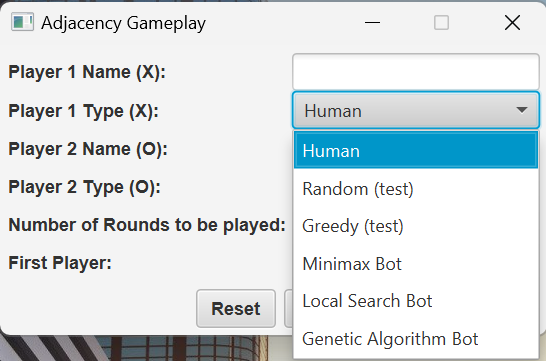 Adjacency Gameplay
Player 1 Name (X):
Player 1 Type (X): Human
Human
Player 2 Name (O):
Random (test)
Player 2 Type (O):
Greedy (test)
Number of Rounds to be played:
Minimax Bot
First Player:
Local Search Bot
Reset
Genetic Algorithm Bot